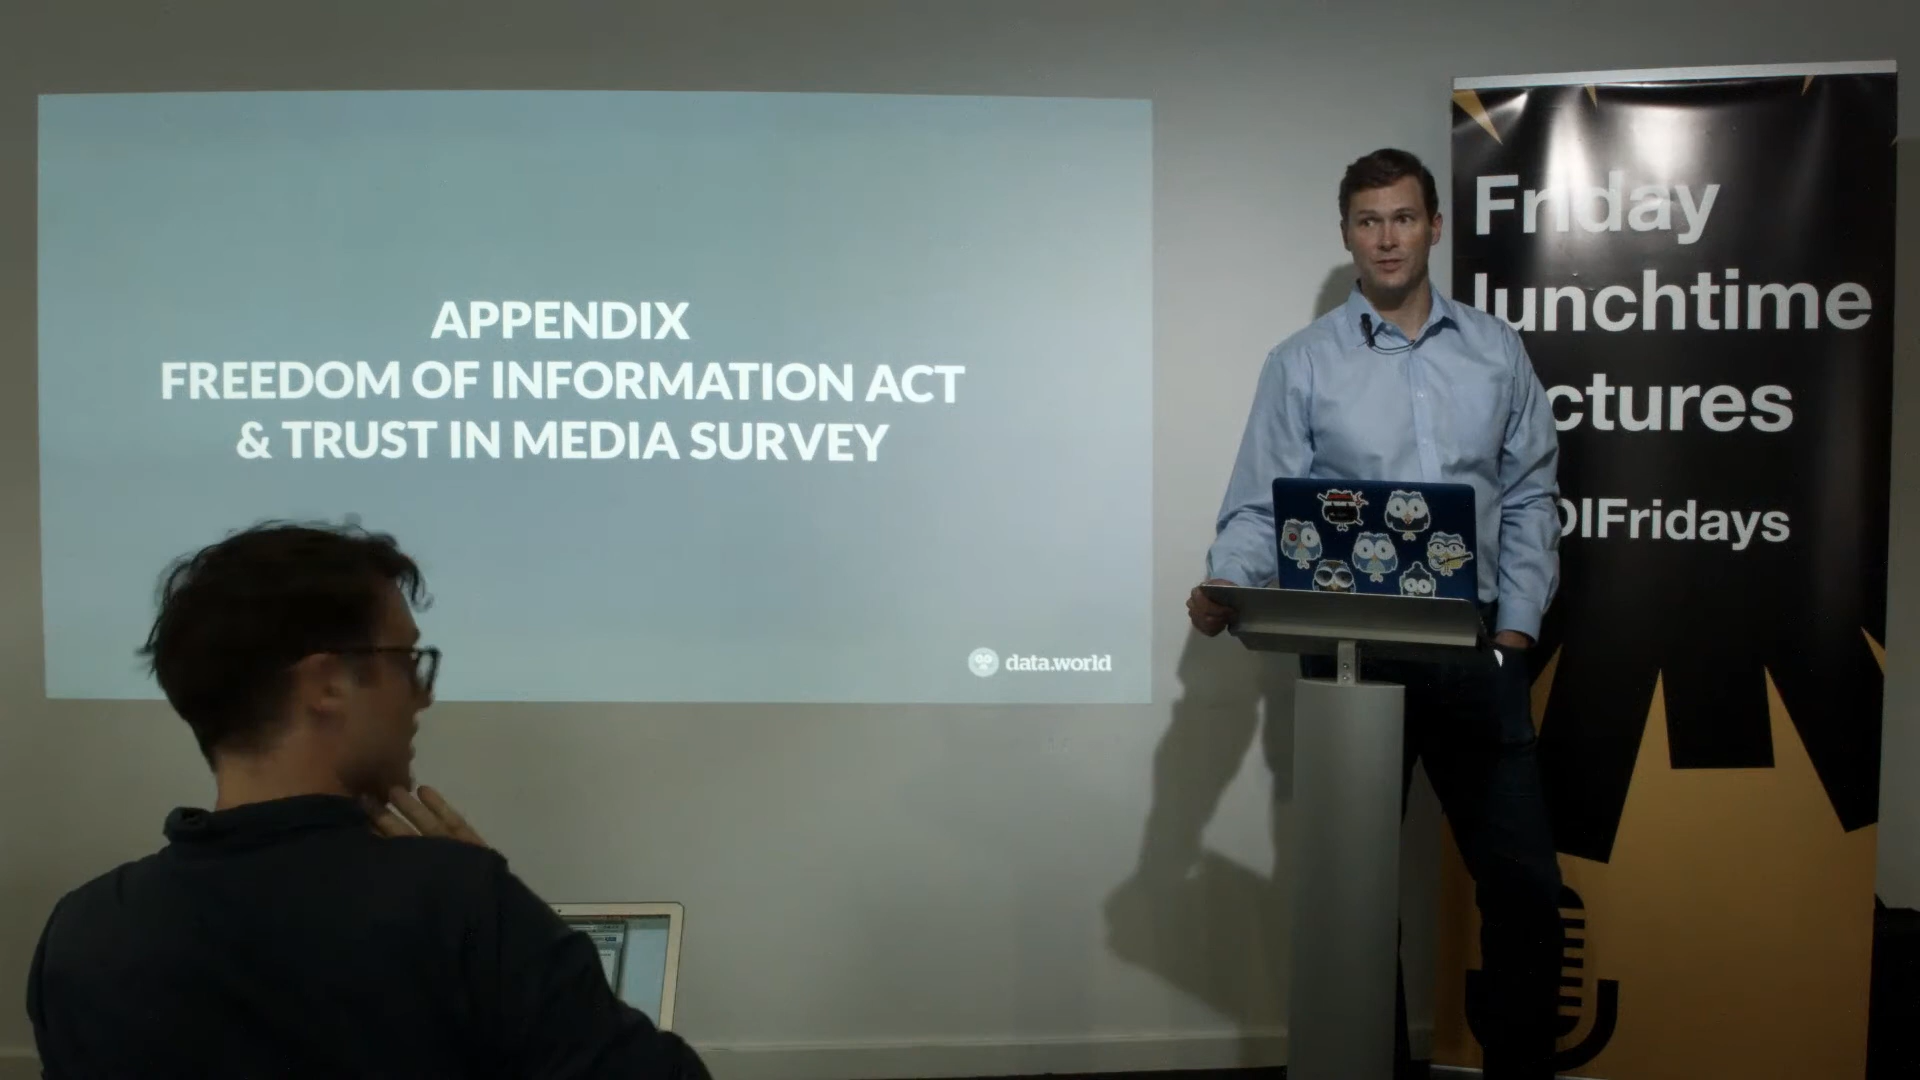 APPENDIX
FREEDOM OF INFORMATION ACT
& TRUST IN MEDIA SURVEY
data.world
Friday
lunchtime
ctures
DIFridays